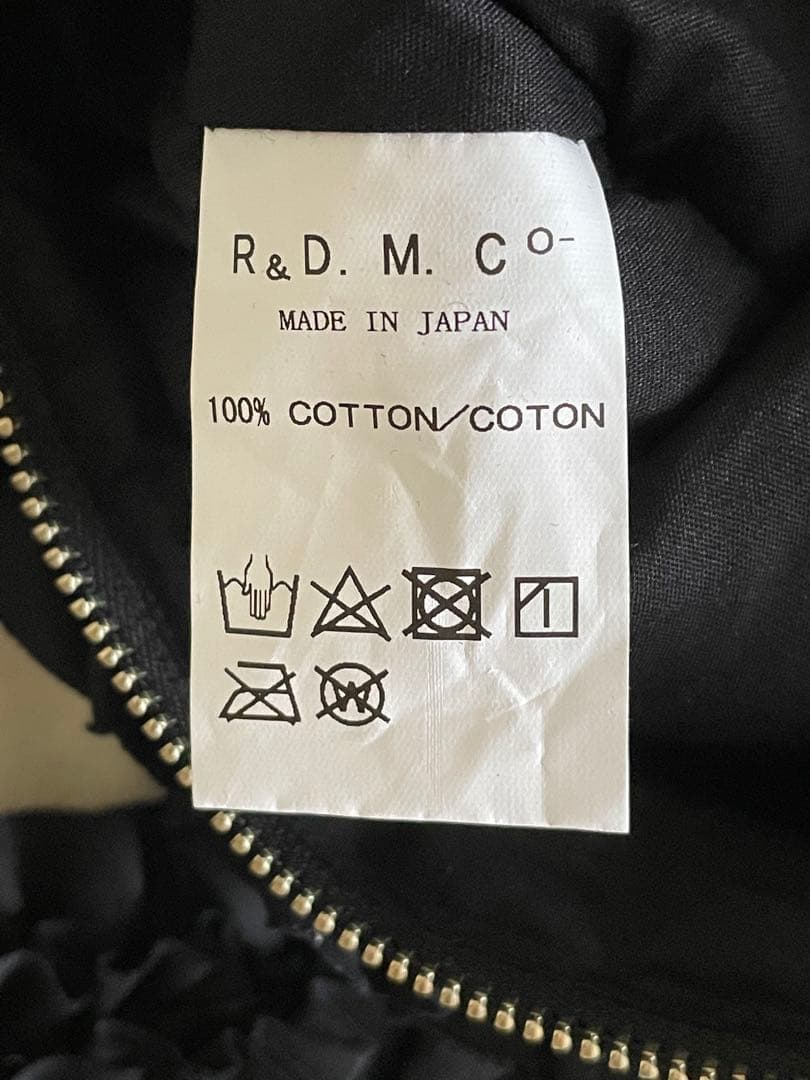 R&D. M. Co-
MADE IN JAPAN
100% COTTON/COTON
W